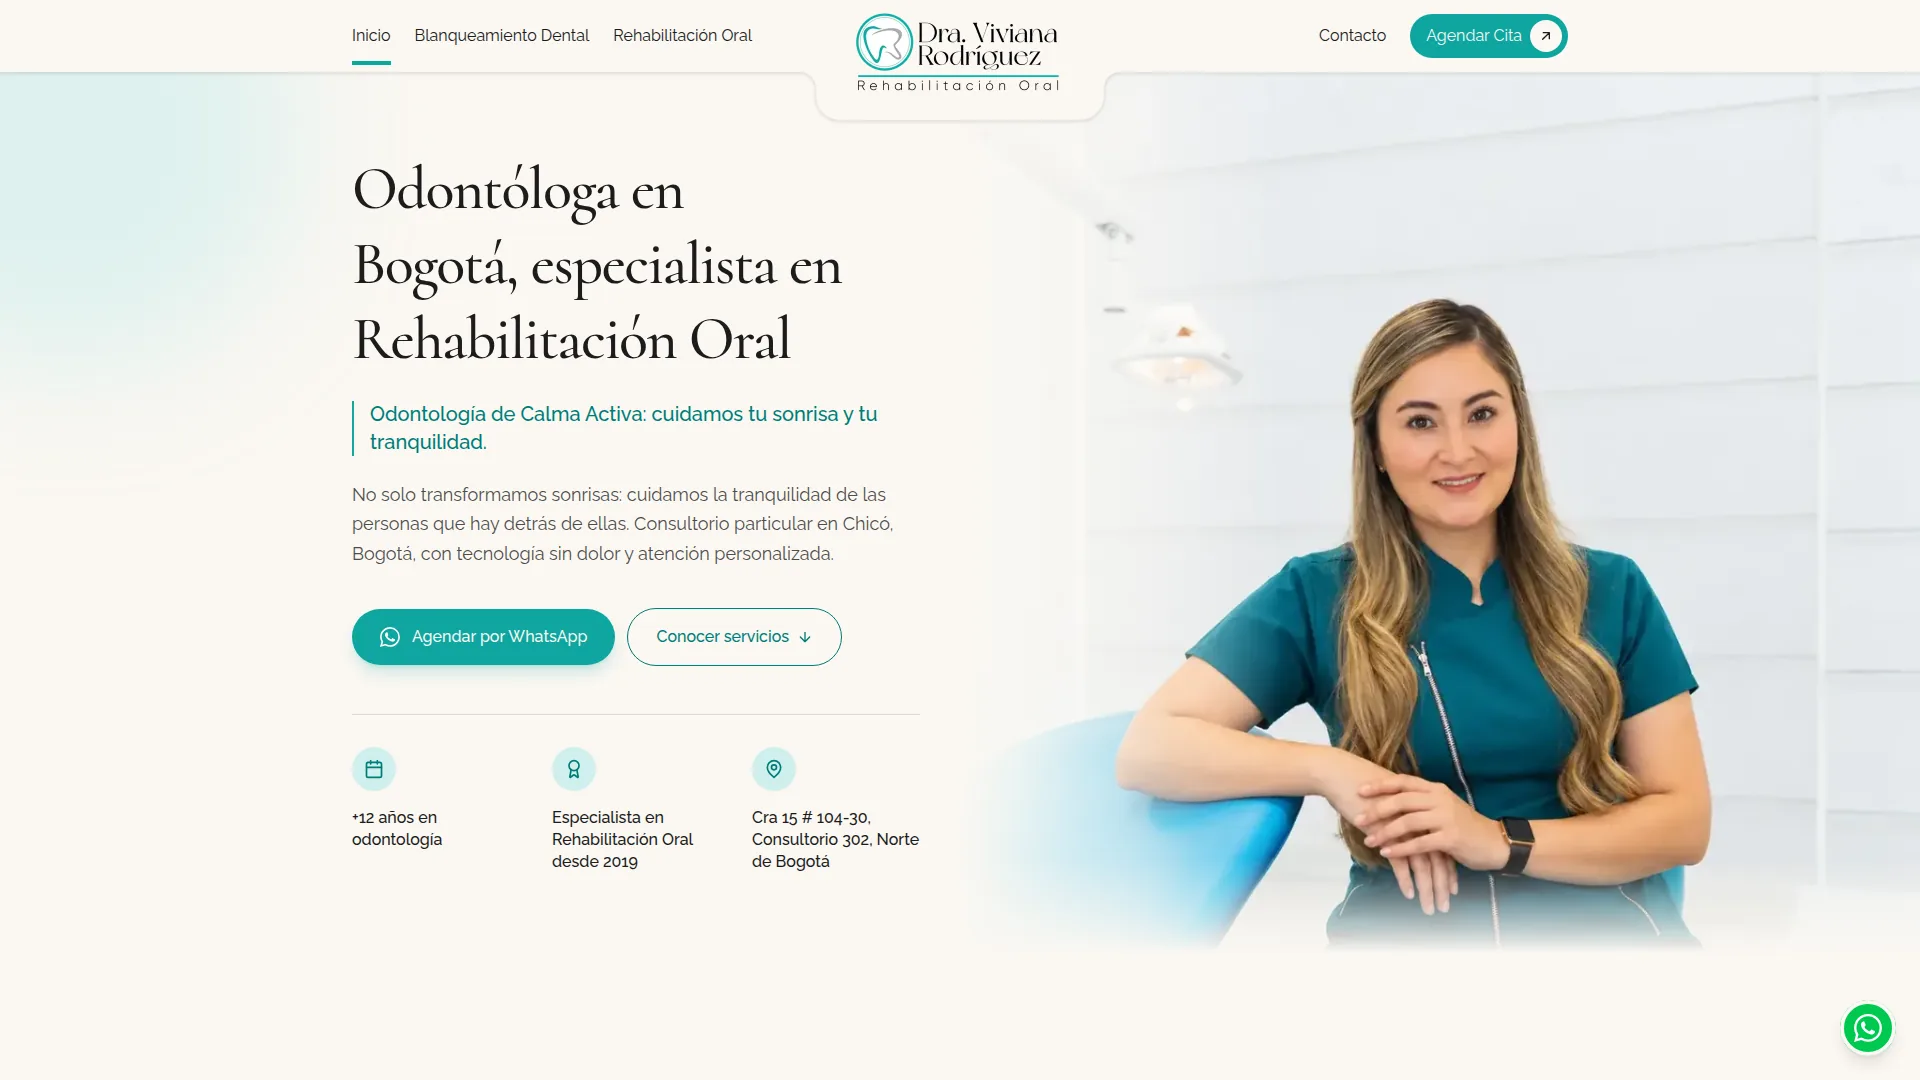 Inicio
Blanqueamiento Dental
Rehabilitación Oral
Dra. Viviana
Rodríguez
Rehabilitación Oral
Contacto
Agendar Cita
Odontóloga en
Bogotá, especialista en
Rehabilitación Oral
Odontología de Calma Activa: cuidamos tu sonrisa y tu
tranquilidad.
No solo transformamos sonrisas: cuidamos la tranquilidad de las
personas que hay detrás de ellas. Consultorio particular en Chicó,
Bogotá, con tecnología sin dolor y atención personalizada.
Agendar por WhatsApp
Conocer servicios
+12 años en
odontología
Especialista en
Rehabilitación Oral
desde 2019
Cra 15 # 104-30,
Consultorio 302, Norte
de Bogotá